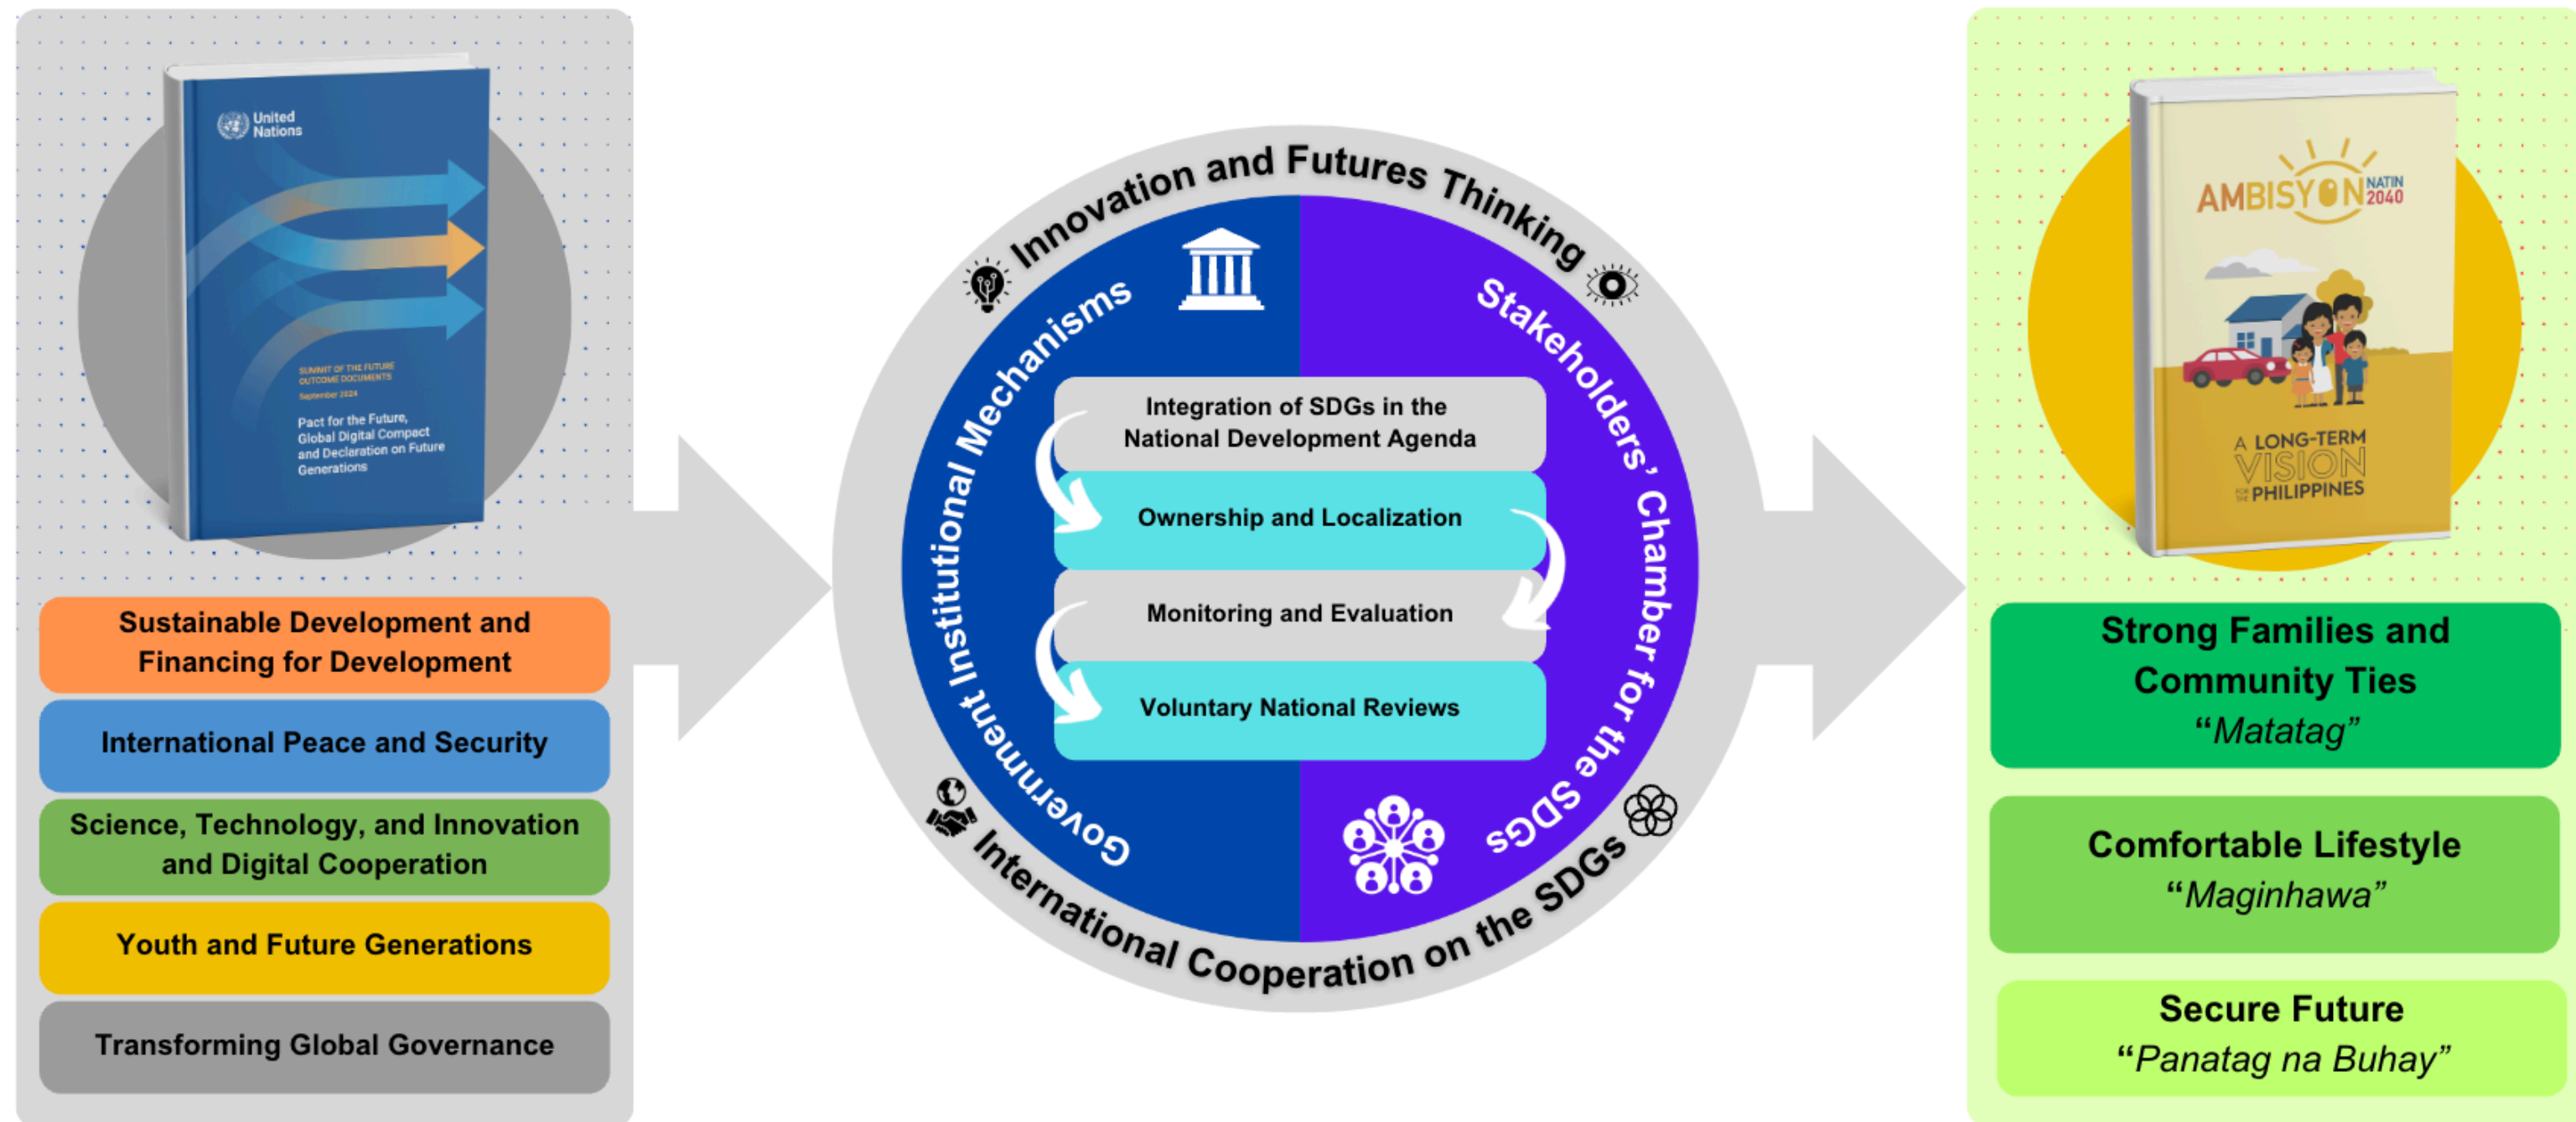 United
Nations
SUMMIT OF THE FUTURE
OUTCOME DOCUMENTS
September 2024
Pact for the Future,
Global Digital Compact
and Declaration on Future
Generations
Sustainable Development and
Financing for Development
International Peace and Security
Science, Technology, and Innovation
and Digital Cooperation
Youth and Future Generations
Transforming Global Governance
Innovation and Futures Thinking
Government Institutional Mechanisms
Stakeholders’ Chamber for the SDGs
Integration of SDGs in the
National Development Agenda
Ownership and Localization
Monitoring and Evaluation
Voluntary National Reviews
International Cooperation on the SDGs
AMBISYON NATIN
2040
A LONG-TERM
VISION
FOR THE PHILIPPINES
Strong Families and
Community Ties
“Matatag”
Comfortable Lifestyle
“Maginhawa”
Secure Future
“Panatag na Buhay”